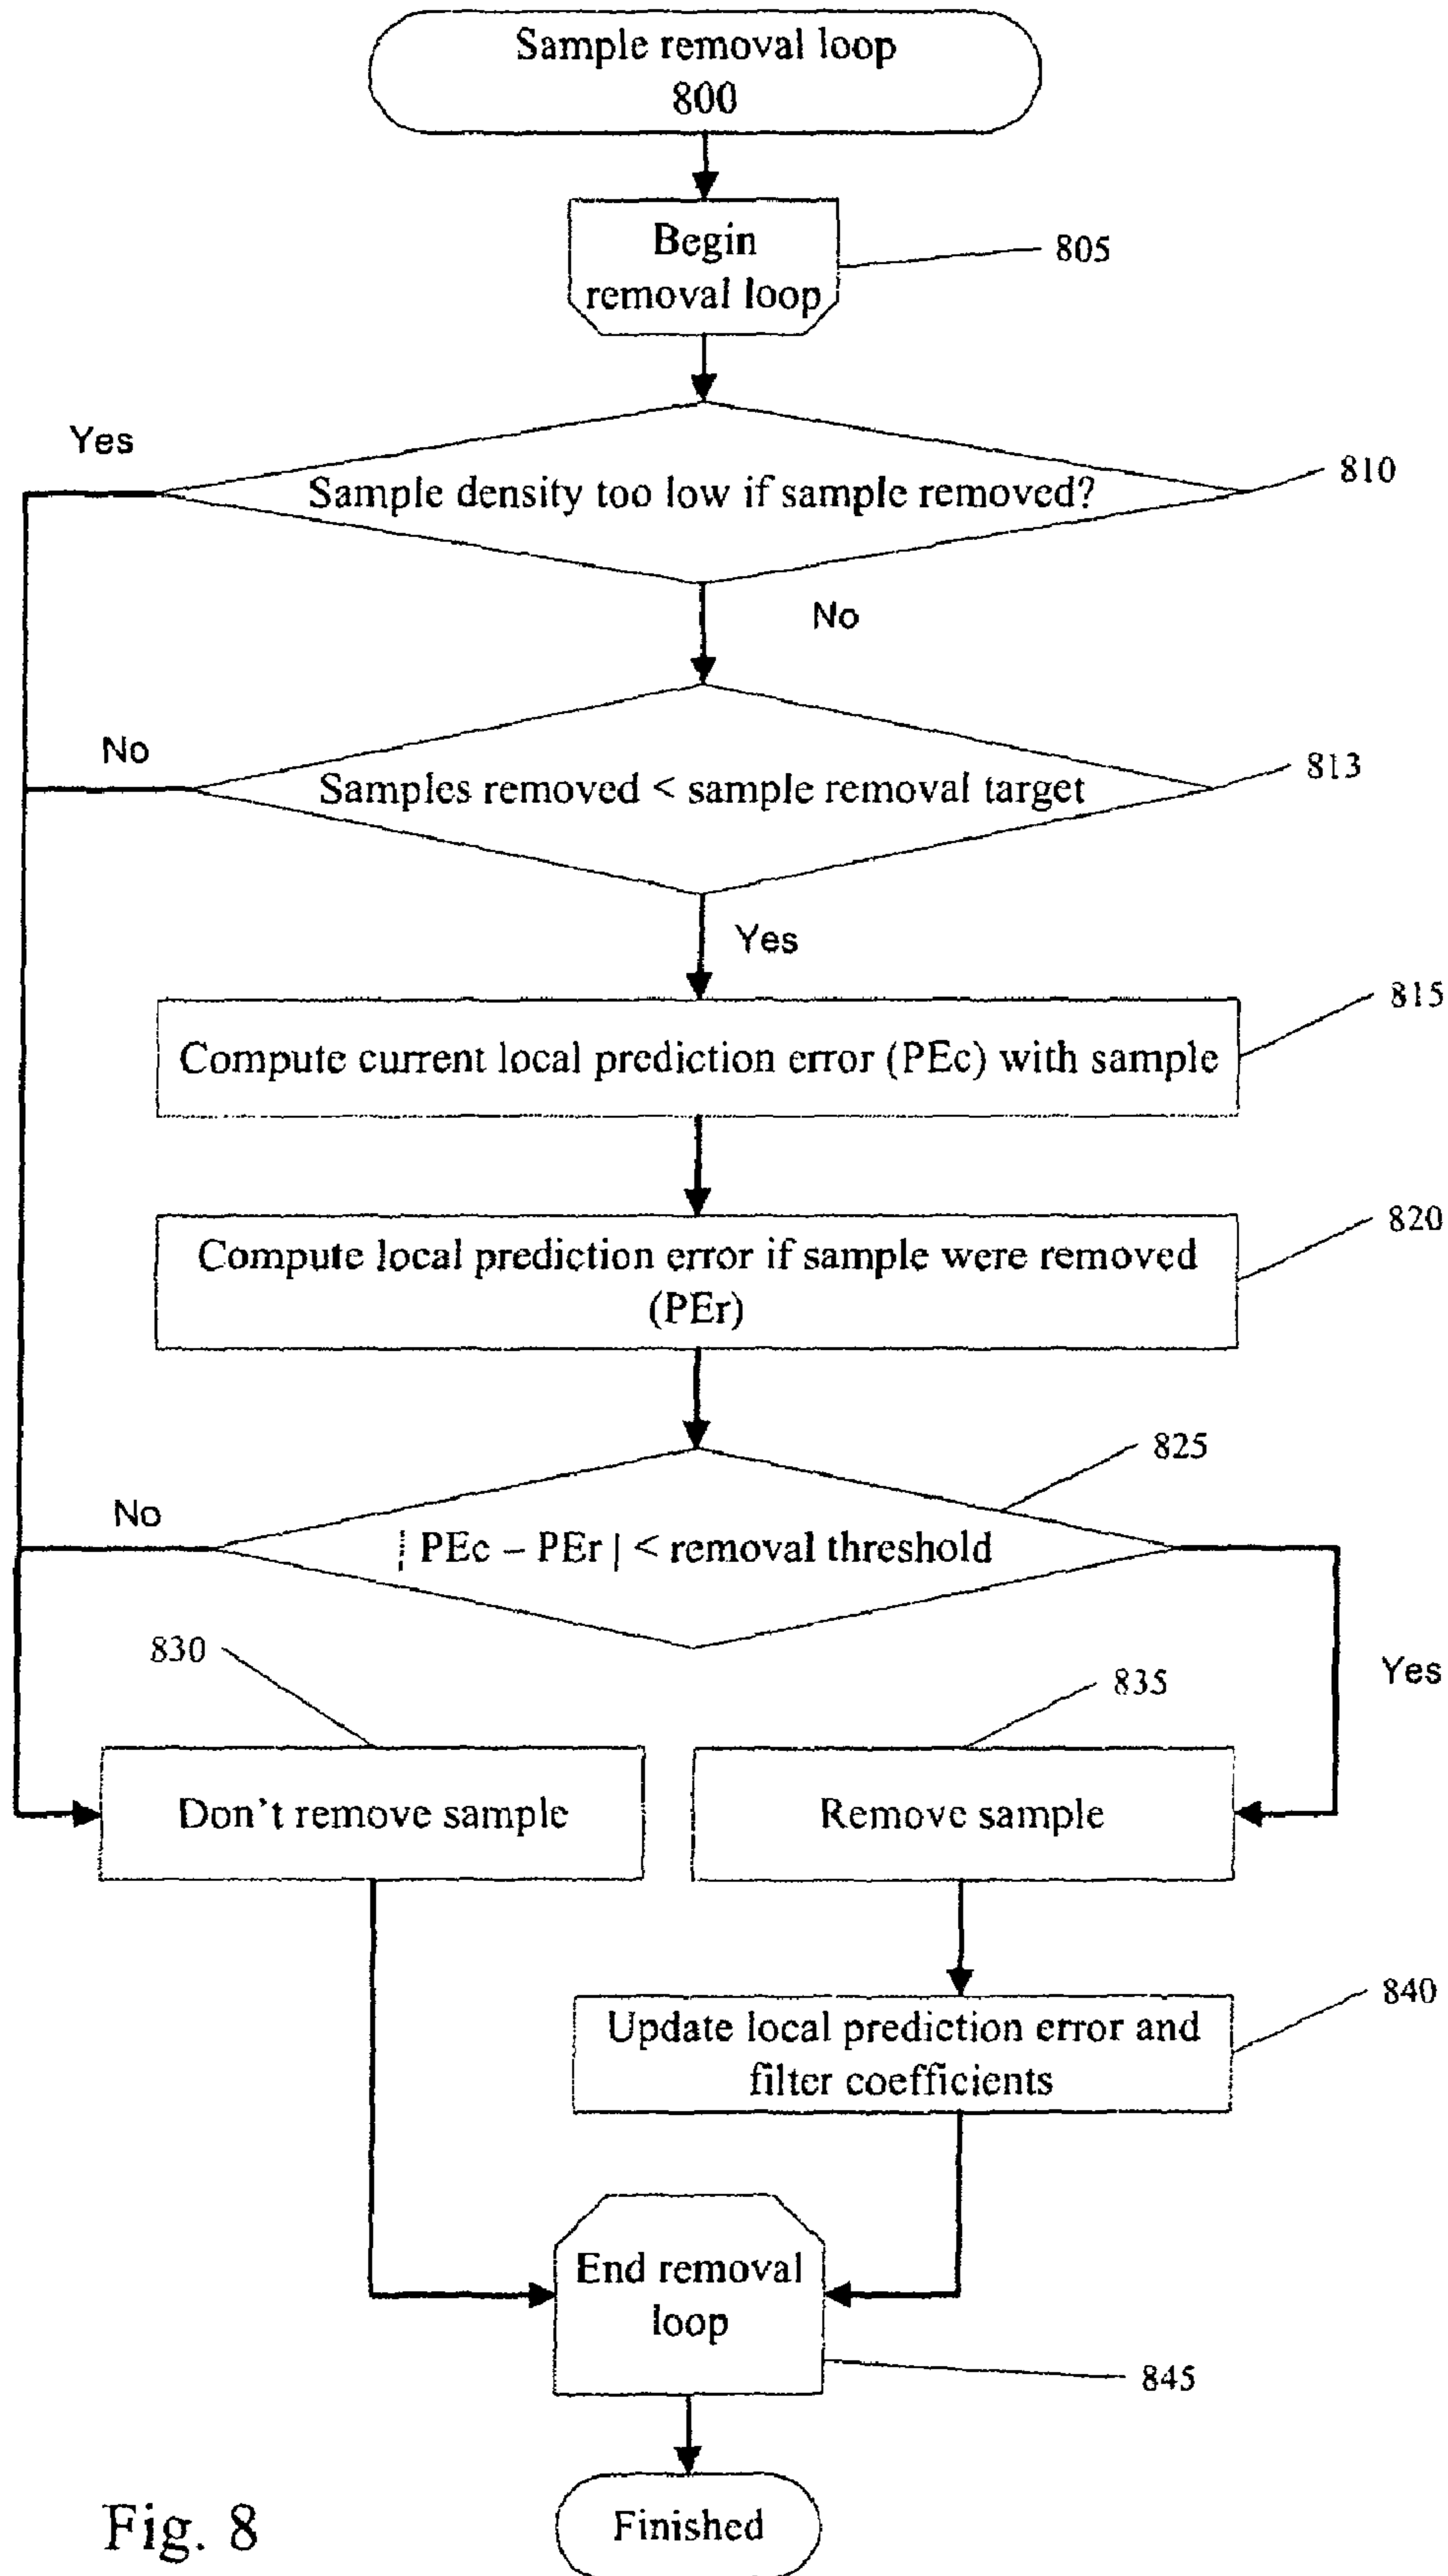 Sample removal loop
800
Begin
removal loop
805
Yes
Sample density too low if sample removed?
810
No
No
Samples removed < sample removal target
813
Yes
815
Compute current local prediction error (PEc) with sample
820
Compute local prediction error if sample were removed
(PEr)
825
No
| PEc – PEr | < removal threshold
830
835
Yes
Don't remove sample
Remove sample
840
Update local prediction error and
filter coefficients
End removal
loop
845
Finished
Fig. 8